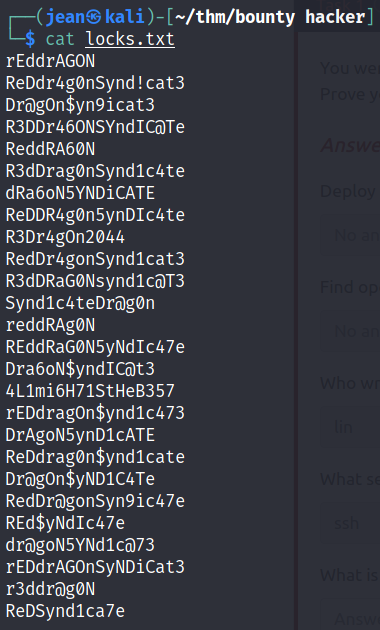 (jean㉿kali)-[~/thm/bounty hacker]
$ cat locks.txt
rEddrAGON
ReDdr4g0nSynd!cat3
Dr@gOn$yn9icat3
R3DDr46ONSYndIC@Te
ReddRA60N
R3dDrag0nSynd1c4te
dRa6oN5YNDiCATE
ReDDR4g0n5ynDIc4te
R3Dr4gOn2044
RedDr4gonSynd1cat3
R3dDRaG0Nsynd1c@T3
Synd1c4teDr@g0n
reddRAg0N
REddRaG0N5yNdIc47e
Dra6oN$yndIC@t3
4L1mi6H71StHeB357
rEDdragOn$ynd1c473
DrAgoN5ynD1cATE
ReDdrag0n$ynd1cate
Dr@gOn$yND1C4Te
RedDr@gonSyn9ic47e
REd$yNdIc47e
dr@goN5YNd1c@73
rEDdrAGOnSyNDiCat3
r3ddr@g0N
ReDSynd1ca7e
You wer
Prove y
Answe
Deploy
No an
Find op
No an
Who wr
lin
What se
ssh
What is
Answ